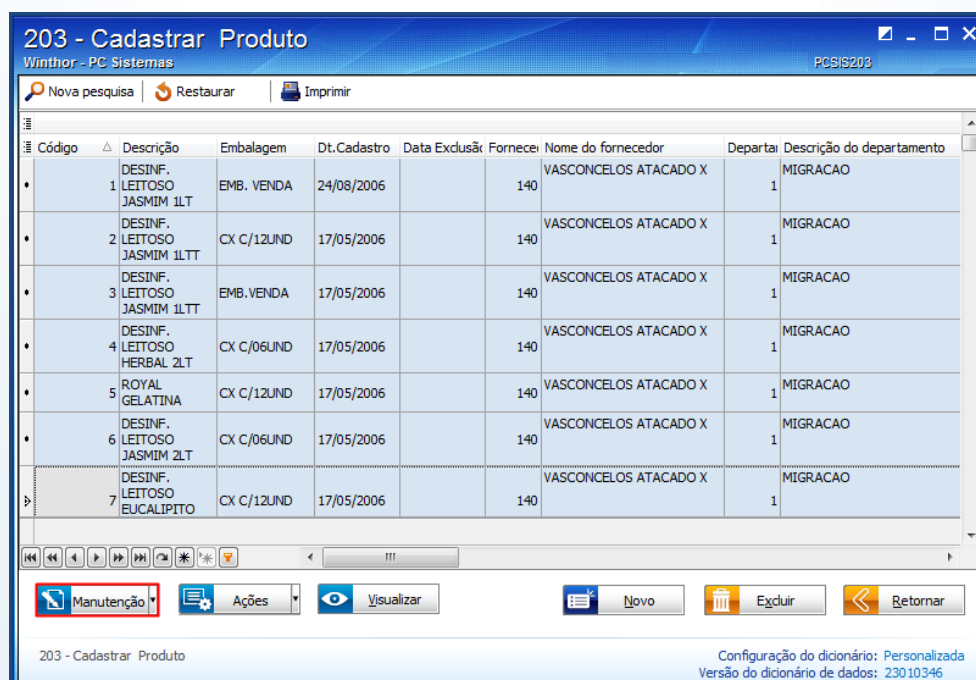 203 - Cadastrar Produto
Winthor - PC Sistemas
PCSIS203
Nova pesquisa Restaurar Imprimir
Código Descrição Embalagem Dt.Cadastro Data Exclusão Fornece Nome do fornecedor Departa Descrição do departamento
1 DESINF. LEITOSO JASMIM 1LT EMB. VENDA 24/08/2006 140 VASCONCELOS ATACADO X 1 MIGRACAO
2 DESINF. LEITOSO JASMIM 1LTT CX C/12UND 17/05/2006 140 VASCONCELOS ATACADO X 1 MIGRACAO
3 DESINF. LEITOSO JASMIM 1LTT EMB.VENDA 17/05/2006 140 VASCONCELOS ATACADO X 1 MIGRACAO
4 DESINF. LEITOSO HERBAL 2LT CX C/06UND 17/05/2006 140 VASCONCELOS ATACADO X 1 MIGRACAO
5 ROYAL GELATINA CX C/12UND 17/05/2006 140 VASCONCELOS ATACADO X 1 MIGRACAO
6 DESINF. LEITOSO JASMIM 2LT CX C/06UND 17/05/2006 140 VASCONCELOS ATACADO X 1 MIGRACAO
7 DESINF. LEITOSO EUCALIPITO CX C/12UND 17/05/2006 140 VASCONCELOS ATACADO X 1 MIGRACAO
Manutenção Ações Visualizar Novo Excluir Retornar
203 - Cadastrar Produto
Configuração do dicionário: Personalizada
Versão do dicionário de dados: 23010346